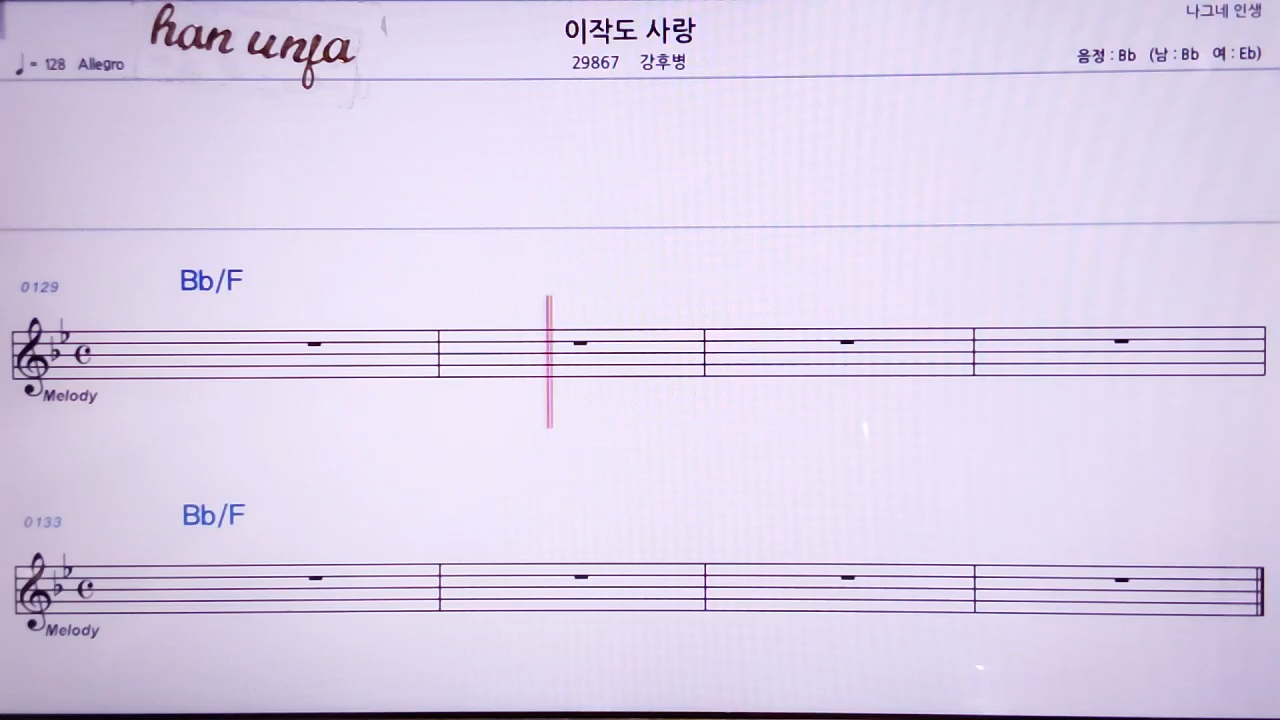 나그네 인생
han unja
이작도 사랑
♩= 128 Allegro
29867 강후병
음정 : Bb (남 : Bb 여 : Eb)
0129
Bb/F
Melody
0133
Bb/F
Melody